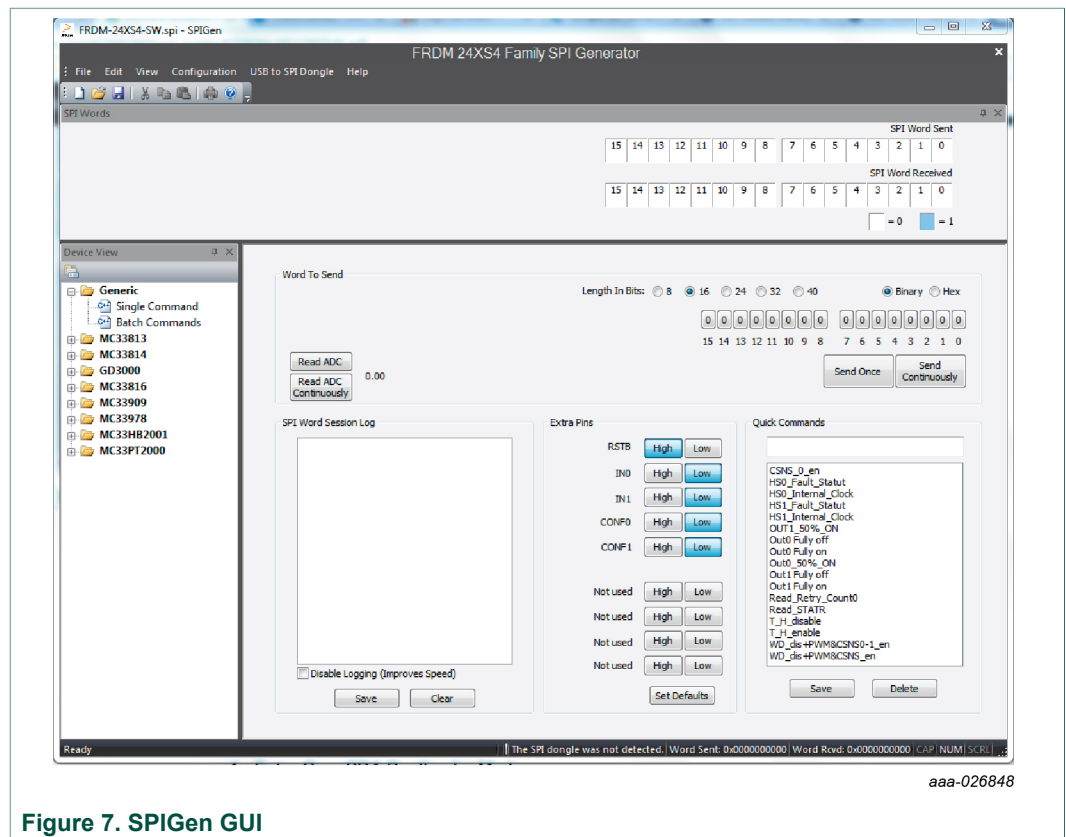 FRDM-24XS4-SW.spi - SPIGen
FRDM 24XS4 Family SPI Generator
File Edit View Configuration USB to SPI Dongle Help
SPI Words
SPI Word Sent
15 14 13 12 11 10 9 8 7 6 5 4 3 2 1 0
SPI Word Received
15 14 13 12 11 10 9 8 7 6 5 4 3 2 1 0
= 0 = 1
Device View
Generic
Single Command
Batch Commands
MC33813
MC33814
GD3000
MC33816
MC33909
MC33978
MC33HB2001
MC33PT2000
Word To Send
Length In Bits: 8 16 24 32 40 Binary Hex
0 0 0 0 0 0 0 0 0 0 0 0 0 0 0 0
15 14 13 12 11 10 9 8 7 6 5 4 3 2 1 0
Read ADC
Read ADC Continuously
0.00
Send Once
Send Continuously
SPI Word Session Log
Disable Logging (Improves Speed)
Save Clear
Extra Pins
RSTB High Low
IN0 High Low
IN1 High Low
CONF0 High Low
CONF1 High Low
Not used High Low
Not used High Low
Not used High Low
Not used High Low
Set Defaults
Quick Commands
CSNS_0_en
HS0_Fault_Statut
HS0_Internal_Clock
HS1_Fault_Statut
HS1_Internal_Clock
OUT1_50%_ON
Out0 Fully off
Out0 Fully on
Out0_50%_ON
Out1 Fully off
Out1 Fully on
Read_Retry_Count0
Read_STATR
T_H_disable
T_H_enable
WD_dis+PWM&CSNS0-1_en
WD_dis+PWM&CSNS_en
Save Delete
Ready
The SPI dongle was not detected. Word Sent: 0x0000000000 Word Rcvd: 0x0000000000 CAP NUM SCRL
aaa-026848
Figure 7. SPIGen GUI